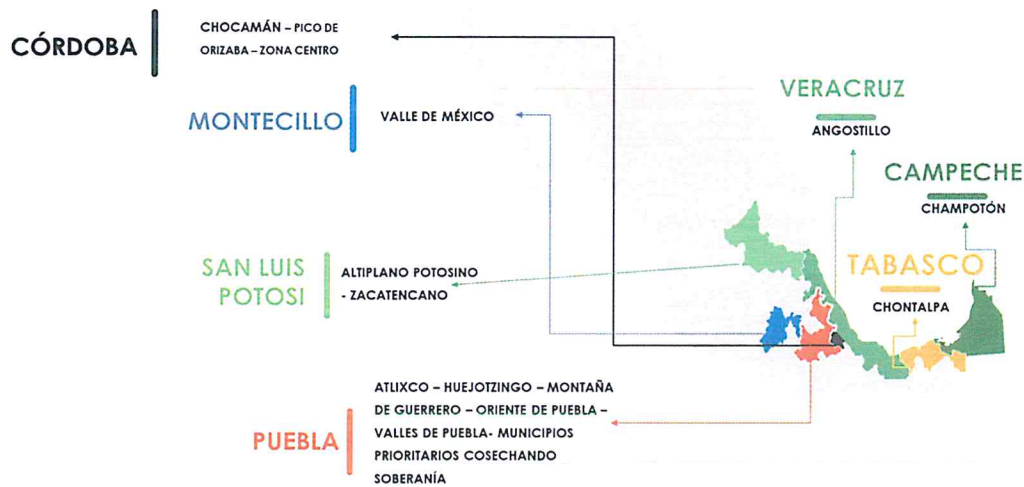 CÓRDOBA
CHOCAMÁN – PICO DE
ORIZABA – ZONA CENTRO
MONTECILLO
VALLE DE MÉXICO
VERACRUZ
ANGOSTILLO
CAMPECHE
CHAMPOTÓN
SAN LUIS
POTOSI
ALTIPLANO POTOSINO
- ZACATENCANO
TABASCO
CHONTALPA
PUEBLA
ATLIXCO – HUEJOTZINGO – MONTAÑA
DE GUERRERO – ORIENTE DE PUEBLA –
VALLES DE PUEBLA- MUNICIPIOS
PRIORITARIOS COSECHANDO
SOBERANÍA